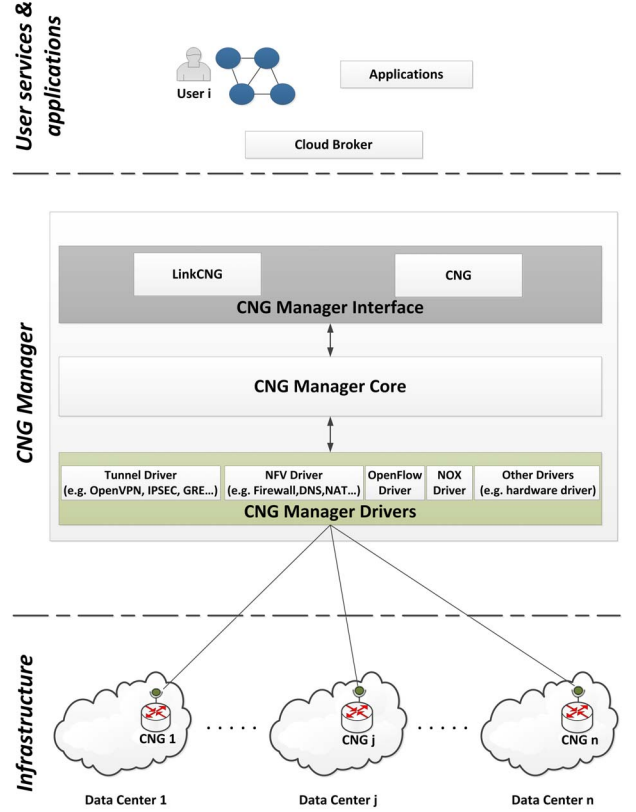 User services &
applications
User i
Applications
Cloud Broker
CNG Manager
LinkCNG
CNG
CNG Manager Interface
CNG Manager Core
Tunnel Driver
(e.g. OpenVPN, IPSEC, GRE...)
NFV Driver
(e.g. Firewall,DNS,NAT...)
OpenFlow
Driver
NOX
Driver
Other Drivers
(e.g. hardware driver)
CNG Manager Drivers
Infrastructure
CNG 1
. . . . .
CNG j
. . . . .
CNG n
Data Center 1
Data Center j
Data Center n